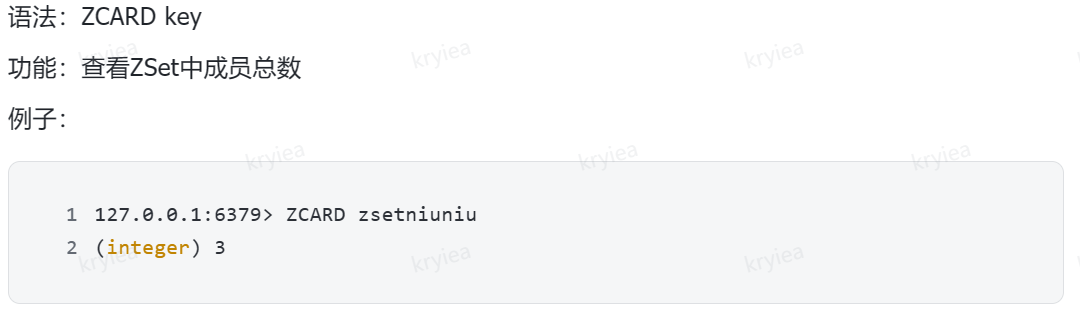 语法：ZCARD key
功能：查看ZSet中成员总数
例子：
1 127.0.0.1:6379> ZCARD zsetniuniu
2 (integer) 3
kryiea
kryiea
kryiea
kryiea
kryiea
kryiea
kryiea
kryiea
kryiea